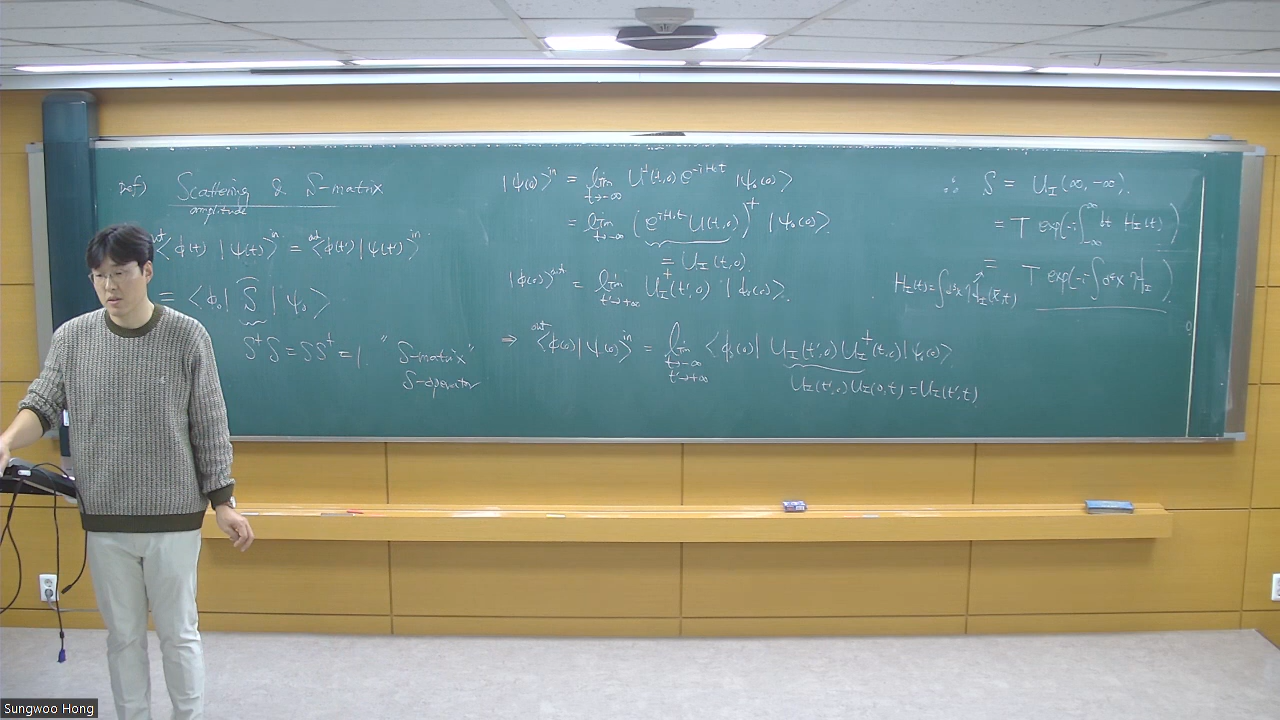 Def) Scattering & S-matrix
amplitude
out⟨ϕ(t) | ψ(t)⟩in = out⟨ϕ(t') | ψ(t')⟩in
= ⟨ϕ₀| S | ψ₀⟩
S†S = SS† = 1. "S-matrix"
S-operator
|ψ(0)⟩in = lim t→-∞ U†(t,0) e^{-iH₀t} |ψ₀(0)⟩
= lim t→-∞ (e^{iH₀t} U(t,0))† |ψ₀(0)⟩.
= U_I(t,0)
|ϕ(0)⟩out = lim t'→+∞ U_I†(t',0) |ϕ₀(0)⟩.
⇒ out⟨ϕ(0)|ψ(0)⟩in = lim t→-∞ t'→+∞ ⟨ϕ₀(0)| U_I(t',0) U_I†(t,0) |ψ₀(0)⟩
U_I(t',0) U_I(0,t) = U_I(t',t)
∴ S = U_I(∞,-∞).
= T exp(-i∫_{-∞}^{∞} dt H_I(t))
= T exp(-i∫d⁴x ℋ_I).
H_I(t) = ∫d³x ℋ_I(x⃗,t)
Sungwoo Hong